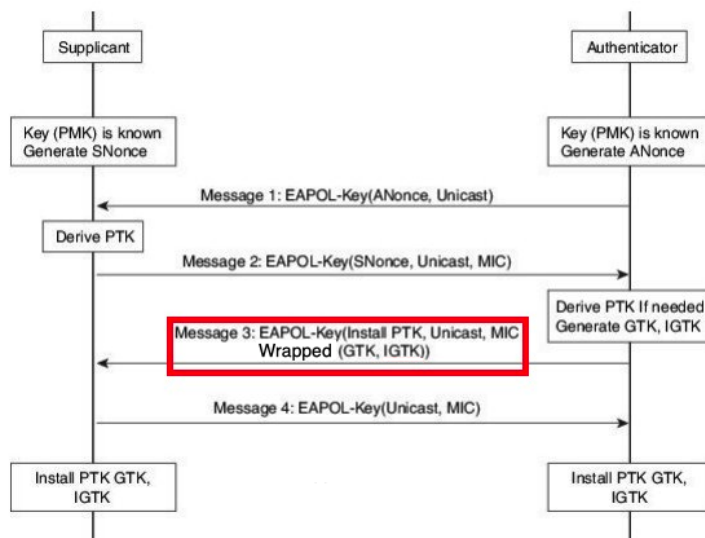 Supplicant
Authenticator
Key (PMK) is known
Generate SNonce
Key (PMK) is known
Generate ANonce
Message 1: EAPOL-Key(ANonce, Unicast)
Derive PTK
Message 2: EAPOL-Key(SNonce, Unicast, MIC)
Derive PTK If needed
Generate GTK, IGTK
Message 3: EAPOL-Key(Install PTK, Unicast, MIC
Wrapped (GTK, IGTK))
Message 4: EAPOL-Key(Unicast, MIC)
Install PTK GTK,
IGTK
Install PTK GTK,
IGTK